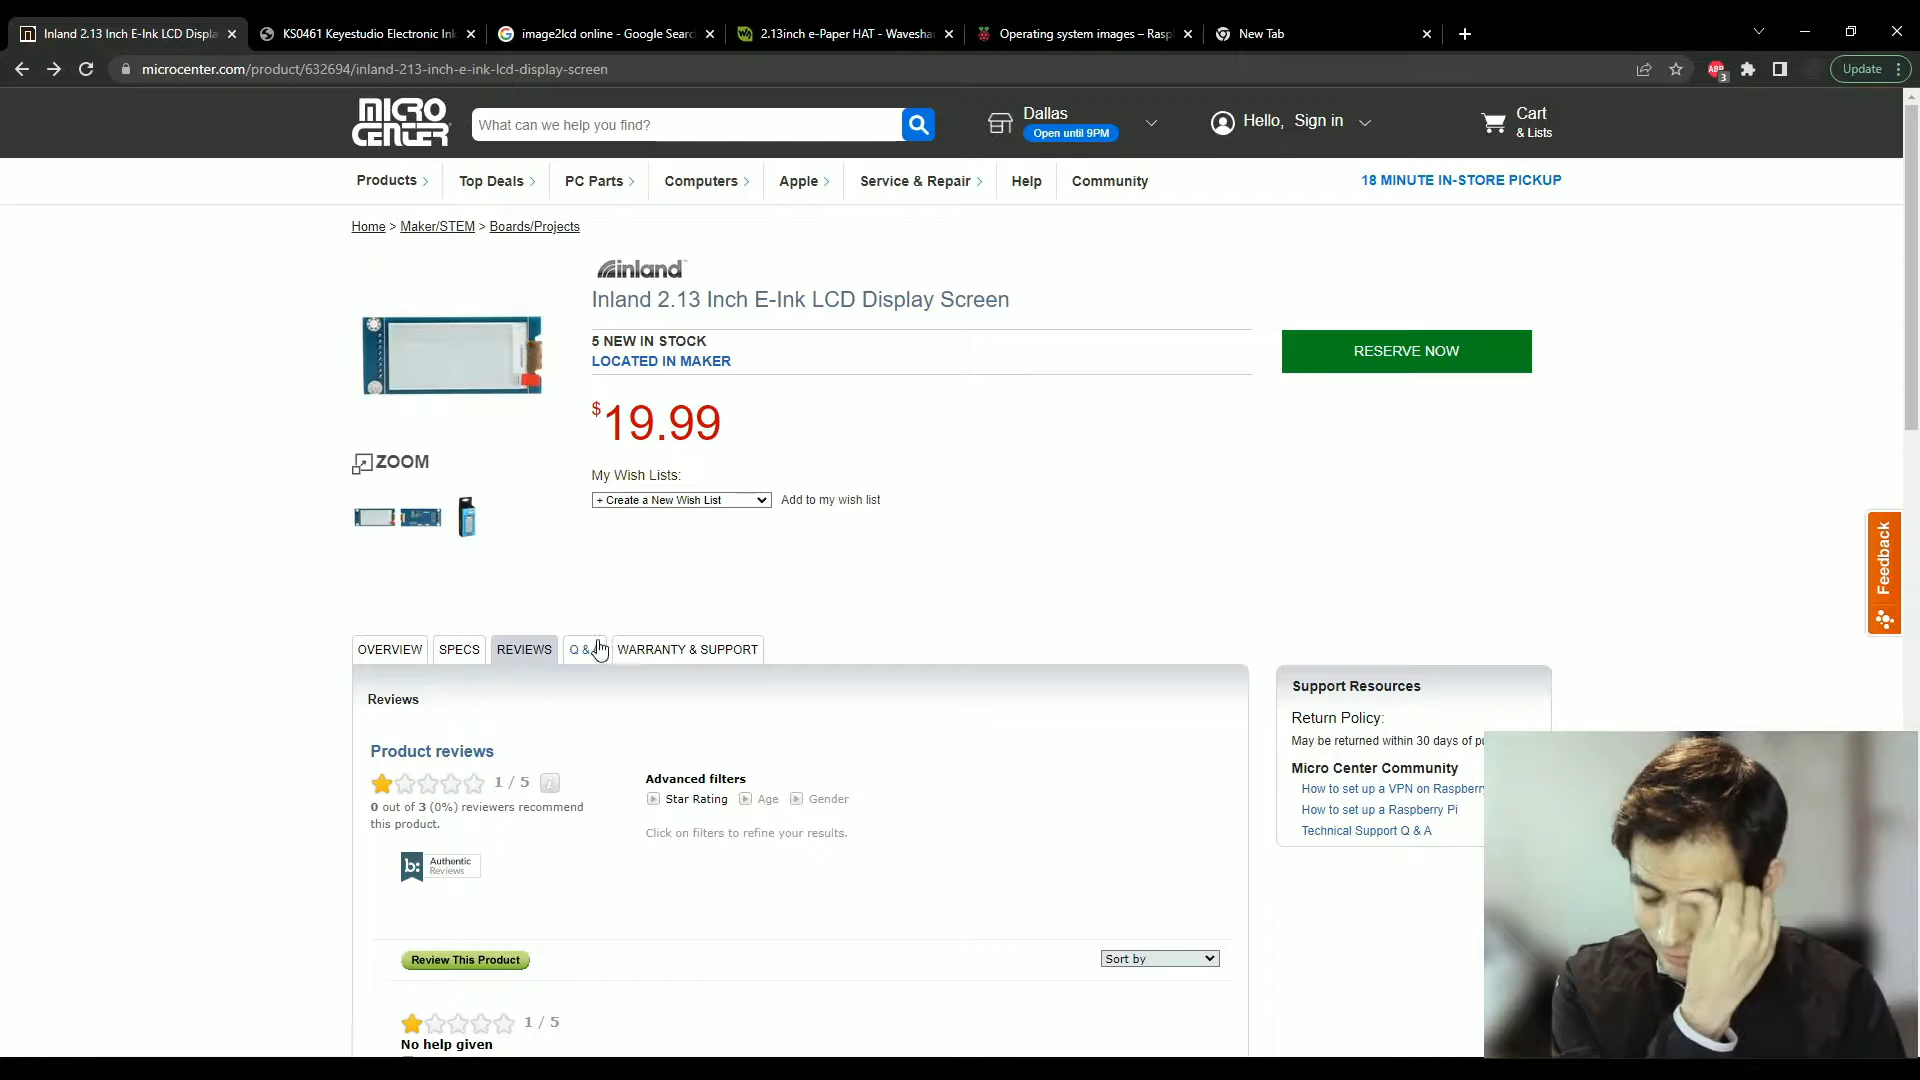 Inland 2.13 Inch E-Ink LCD Displa
KS0461 Keyestudio Electronic Ink
image2lcd online - Google Searc
2.13inch e-Paper HAT - Wavesha
Operating system images – Rasp
New Tab
microcenter.com/product/632694/inland-213-inch-e-ink-lcd-display-screen
ABP
3
Update
MICRO CENTER
What can we help you find?
Dallas
Open until 9PM
Hello, Sign in
Cart
& Lists
Products
Top Deals
PC Parts
Computers
Apple
Service & Repair
Help
Community
18 MINUTE IN-STORE PICKUP
Home > Maker/STEM > Boards/Projects
inland
Inland 2.13 Inch E-Ink LCD Display Screen
5 NEW IN STOCK
LOCATED IN MAKER
RESERVE NOW
$19.99
ZOOM
My Wish Lists:
+ Create a New Wish List
Add to my wish list
Feedback
OVERVIEW
SPECS
REVIEWS
Q &
WARRANTY & SUPPORT
Reviews
Support Resources
Return Policy:
May be returned within 30 days of
Micro Center Community
How to set up a VPN on Raspberr
How to set up a Raspberry Pi
Technical Support Q & A
Product reviews
1 / 5
0 out of 3 (0%) reviewers recommend
this product.
Advanced filters
Star Rating
Age
Gender
Click on filters to refine your results.
b:
Authentic
Reviews
Review This Product
Sort by
1 / 5
No help given